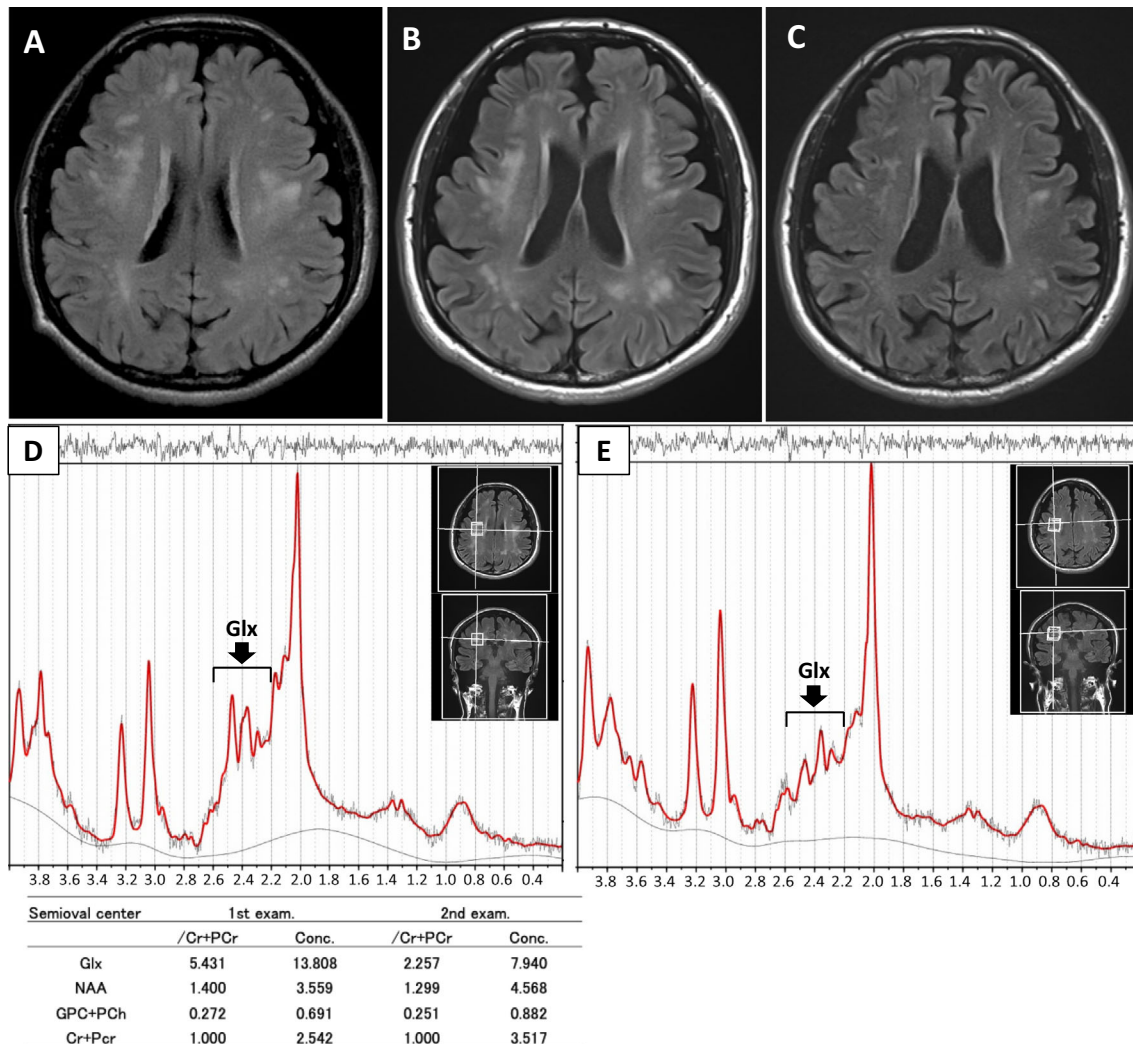 A
B
C
D
E
Glx
Glx
3.8 3.6 3.4 3.2 3.0 2.8 2.6 2.4 2.2 2.0 1.8 1.6 1.4 1.2 1.0 0.8 0.6 0.4
3.8 3.6 3.4 3.2 3.0 2.8 2.6 2.4 2.2 2.0 1.8 1.6 1.4 1.2 1.0 0.8 0.6 0.4
Semioval center 1st exam. 2nd exam.
/Cr+PCr Conc. /Cr+PCr Conc.
Glx 5.431 13.808 2.257 7.940
NAA 1.400 3.559 1.299 4.568
GPC+PCh 0.272 0.691 0.251 0.882
Cr+Pcr 1.000 2.542 1.000 3.517